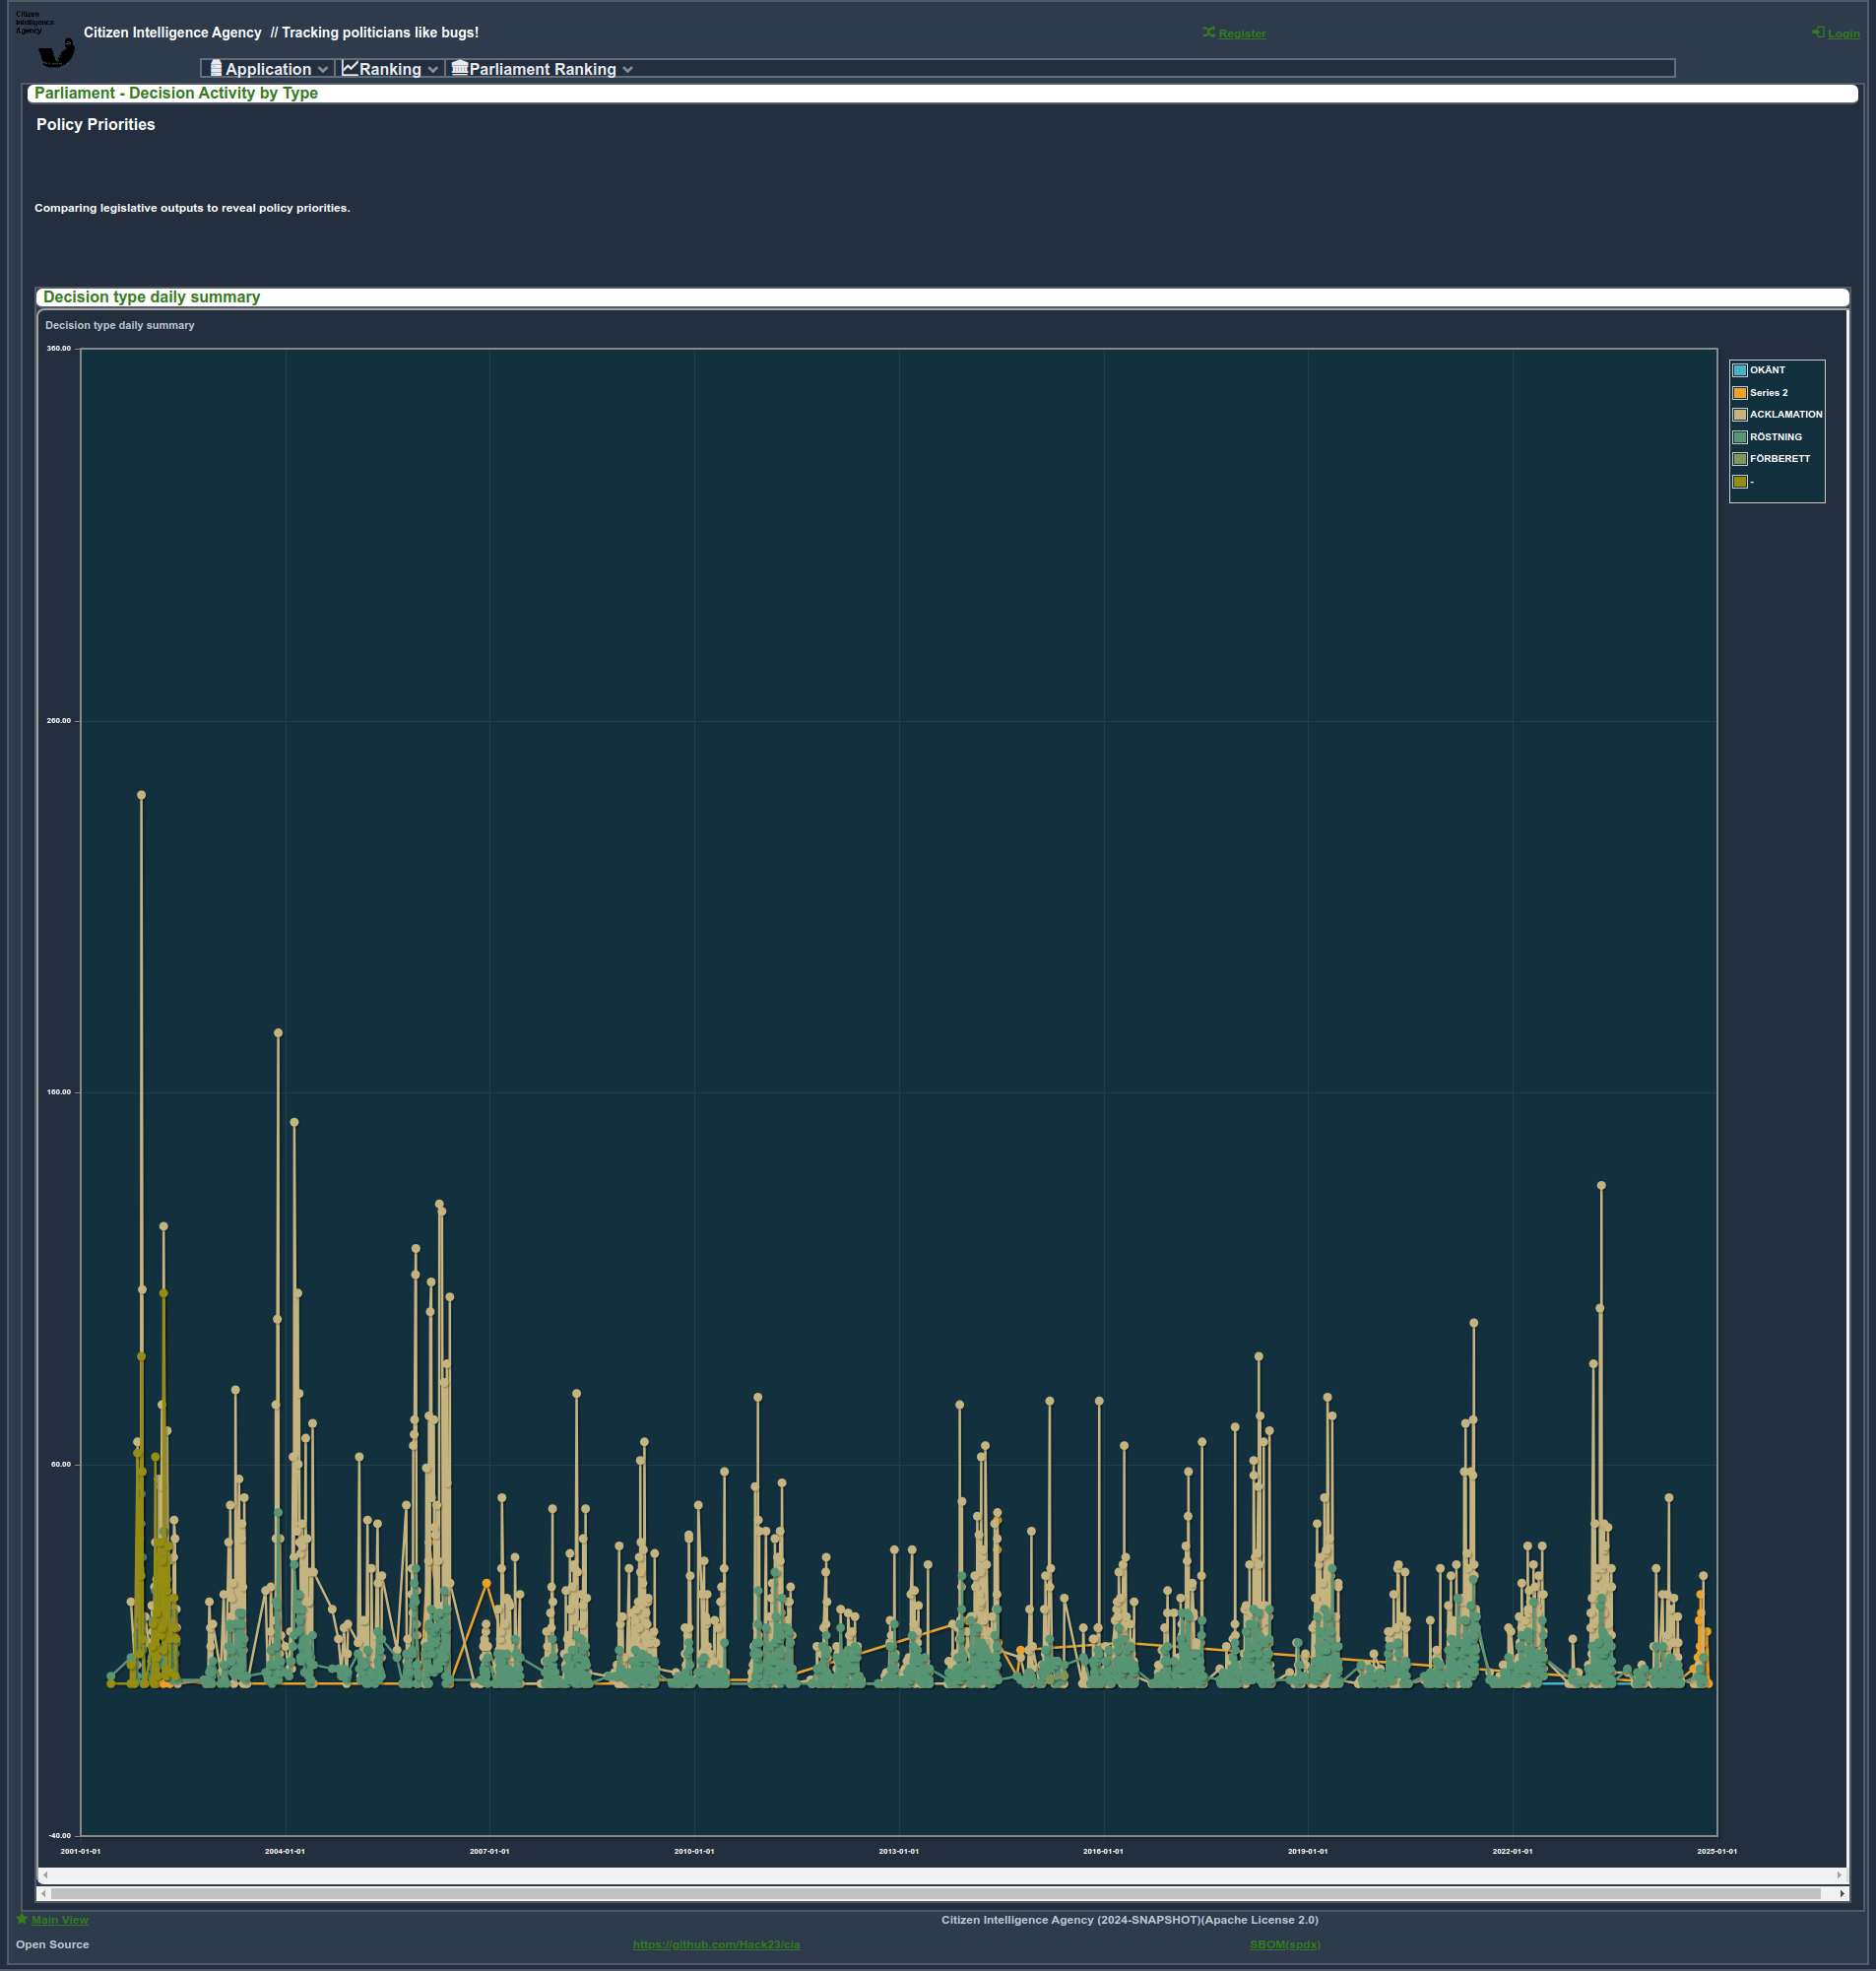 Citizen
Intelligence
Agency
Citizen Intelligence Agency // Tracking politicians like bugs!
Register
Login
Application
Ranking
Parliament Ranking
Parliament - Decision Activity by Type
Policy Priorities
Comparing legislative outputs to reveal policy priorities.
Decision type daily summary
Decision type daily summary
360.00
260.00
160.00
60.00
-40.00
OKÄNT
Series 2
ACKLAMATION
RÖSTNING
FÖRBERETT
-
2001-01-01
2004-01-01
2007-01-01
2010-01-01
2013-01-01
2016-01-01
2019-01-01
2022-01-01
2025-01-01
Main View
Citizen Intelligence Agency (2024-SNAPSHOT)(Apache License 2.0)
Open Source
https://github.com/Hack23/cia
SBOM(spdx)